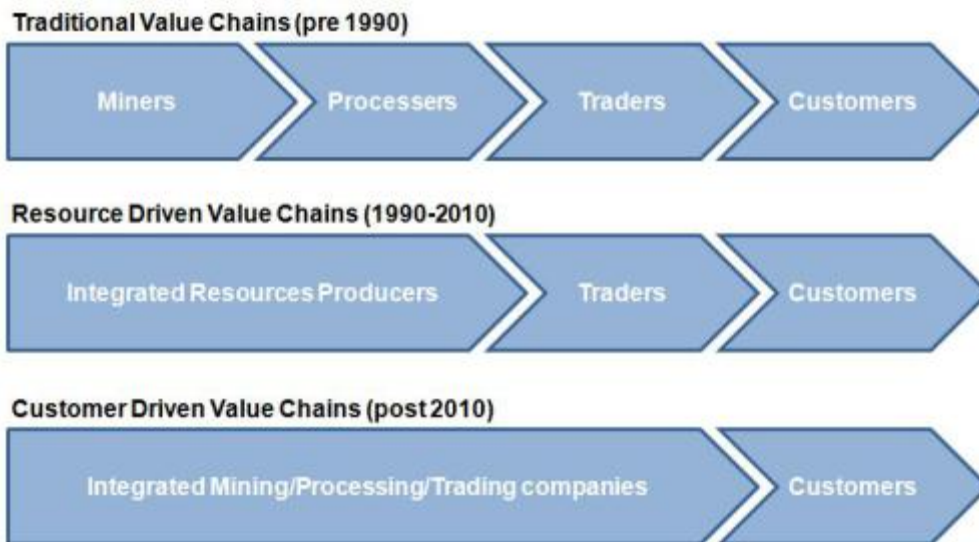 Traditional Value Chains (pre 1990)
Miners Processers Traders Customers
Resource Driven Value Chains (1990-2010)
Integrated Resources Producers Traders Customers
Customer Driven Value Chains (post 2010)
Integrated Mining/Processing/Trading companies Customers